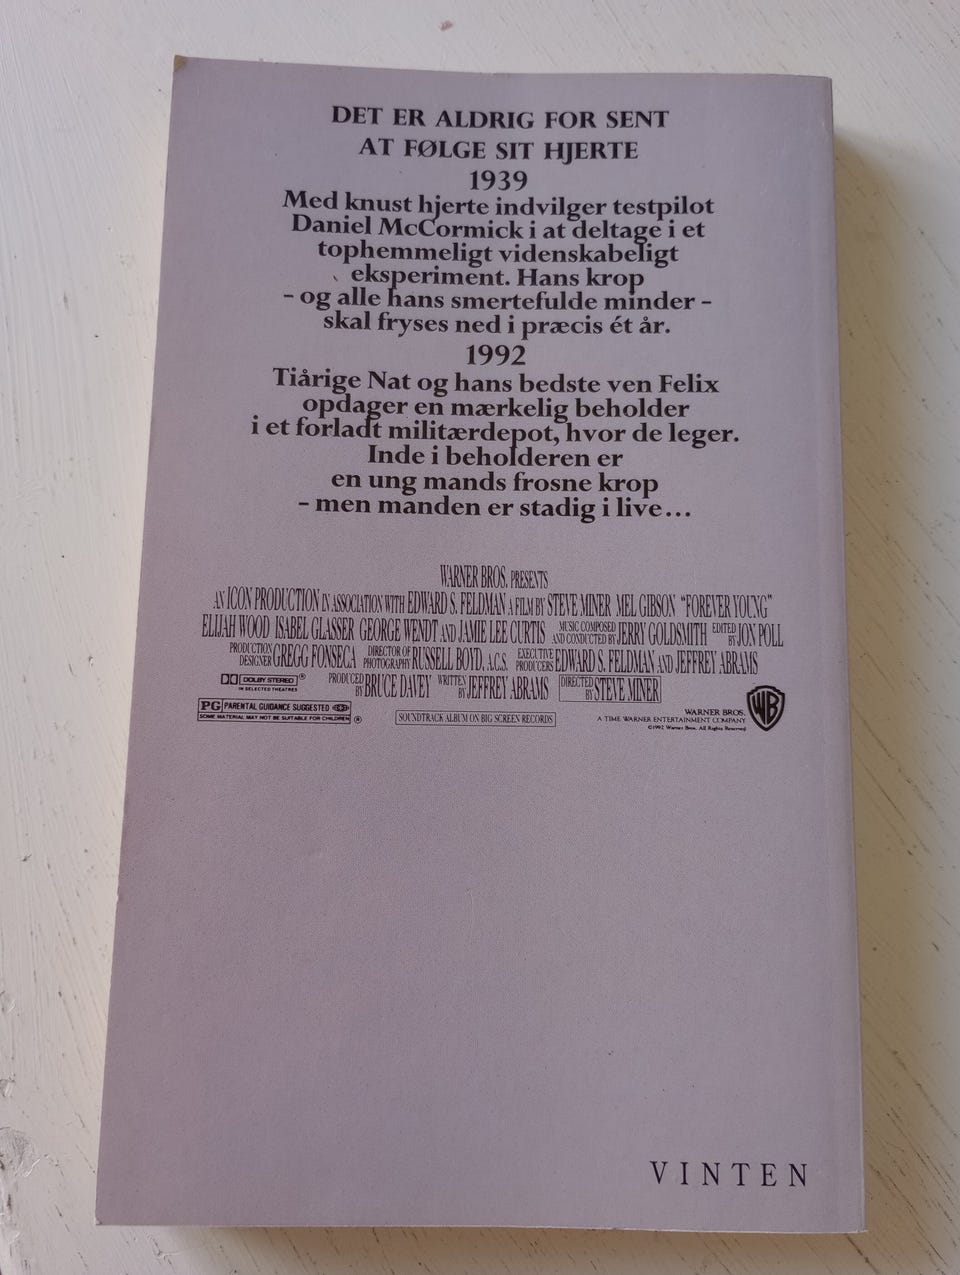 DET ER ALDRIG FOR SENT
AT FØLGE SIT HJERTE
1939
Med knust hjerte indvilger testpilot
Daniel McCormick i at deltage i et
tophemmeligt videnskabeligt
eksperiment. Hans krop
- og alle hans smertefulde minder -
skal fryses ned i præcis ét år.
1992
Tiårige Nat og hans bedste ven Felix
opdager en mærkelig beholder
i et forladt militærdepot, hvor de leger.
Inde i beholderen er
en ung mands frosne krop
- men manden er stadig i live...
WARNER BROS. PRESENTS
AN ICON PRODUCTION IN ASSOCIATION WITH EDWARD S. FELDMAN A FILM BY STEVE MINER MEL GIBSON "FOREVER YOUNG"
ELIJAH WOOD ISABEL GLASSER GEORGE WENDT AND JAMIE LEE CURTIS MUSIC COMPOSED AND CONDUCTED BY JERRY GOLDSMITH EDITED BY JON POLL
PRODUCTION DESIGNER GREGG FONSECA DIRECTOR OF PHOTOGRAPHY RUSSELL BOYD, A.C.S. EXECUTIVE PRODUCERS EDWARD S. FELDMAN AND JEFFREY ABRAMS
DOLBY STEREO ® IN SELECTED THEATRES PRODUCED BY BRUCE DAVEY WRITTEN BY JEFFREY ABRAMS DIRECTED BY STEVE MINER
PG PARENTAL GUIDANCE SUGGESTED
SOME MATERIAL MAY NOT BE SUITABLE FOR CHILDREN ®
SOUNDTRACK ALBUM ON BIG SCREEN RECORDS
WARNER BROS.
A TIME WARNER ENTERTAINMENT COMPANY
©1992 Warner Bros. All Rights Reserved
WB
VINTEN